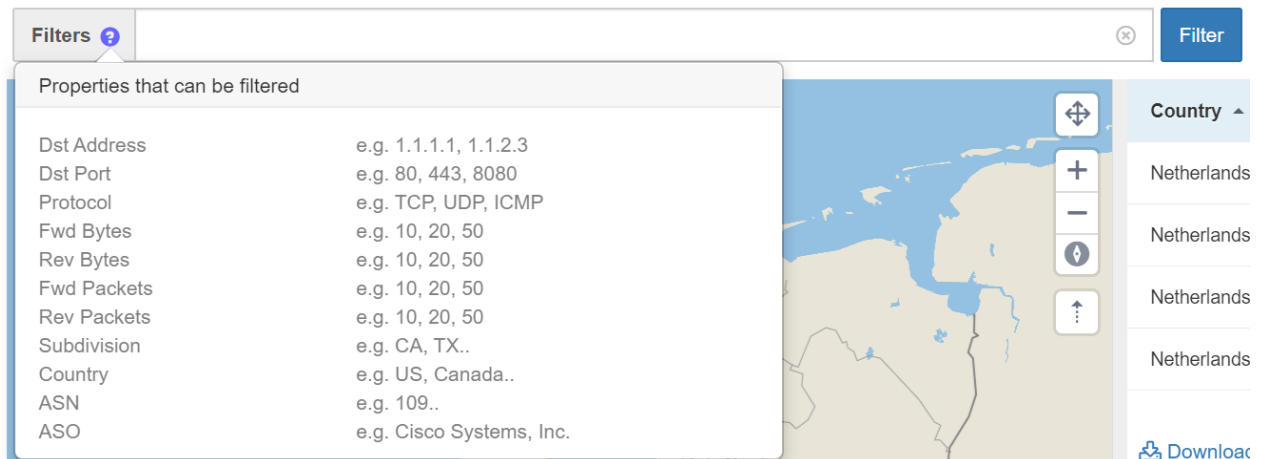 Filters ?
Filter
Properties that can be filtered
Dst Address e.g. 1.1.1.1, 1.1.2.3
Dst Port e.g. 80, 443, 8080
Protocol e.g. TCP, UDP, ICMP
Fwd Bytes e.g. 10, 20, 50
Rev Bytes e.g. 10, 20, 50
Fwd Packets e.g. 10, 20, 50
Rev Packets e.g. 10, 20, 50
Subdivision e.g. CA, TX..
Country e.g. US, Canada..
ASN e.g. 109..
ASO e.g. Cisco Systems, Inc.
Country
Netherlands
Netherlands
Netherlands
Netherlands
Downloa